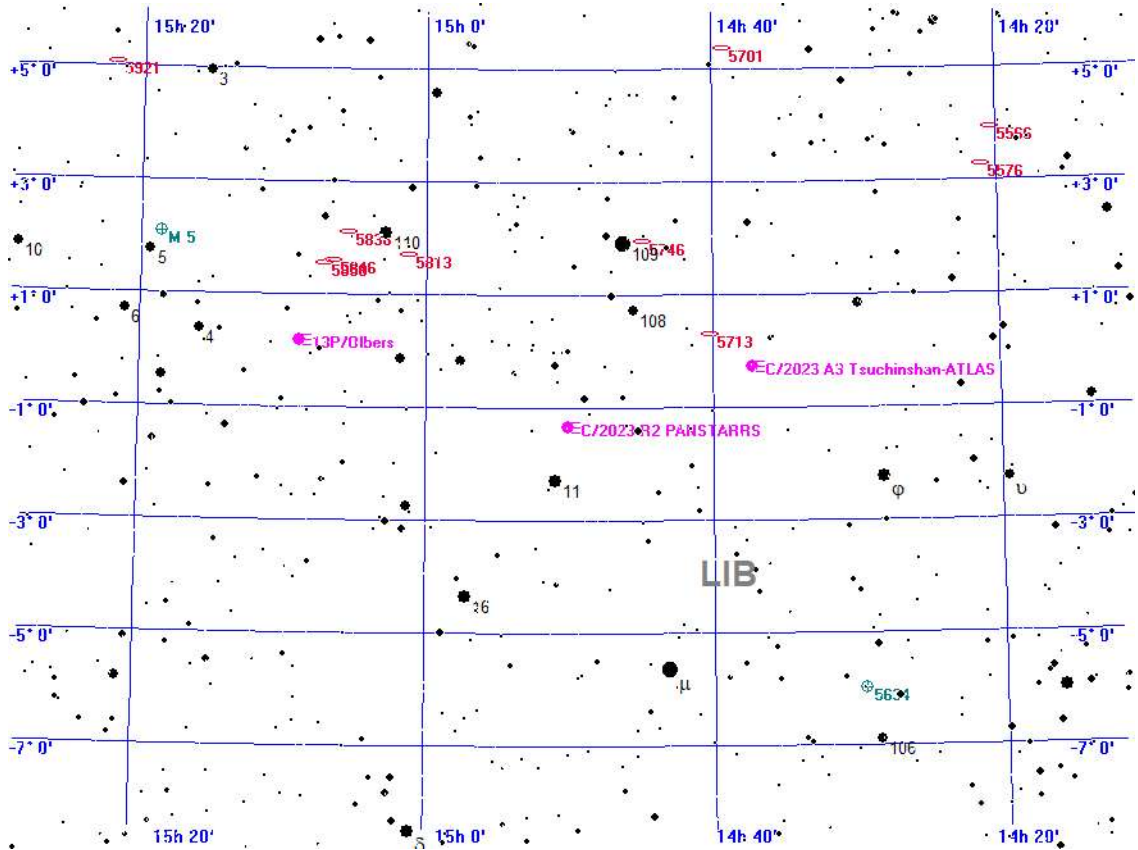 15h 20'
15h 0'
14h 40'
14h 20'
5701
5921
+5° 0'
3
+5° 0'
5566
5576
+3° 0'
+3° 0'
M 5
5838
110
10
5
109
5746
5813
5846
+1° 0'
+1° 0'
6
4
108
13P/Olbers
5713
C/2023 A3 Tsuchinshan-ATLAS
-1° 0'
-1° 0'
C/2023 R2 PANSTARRS
11
φ
υ
-3° 0'
-3° 0'
LIB
16
-5° 0'
-5° 0'
μ
5634
-7° 0'
106
-7° 0'
15h 20'
δ
15h 0'
14h 40'
14h 20'